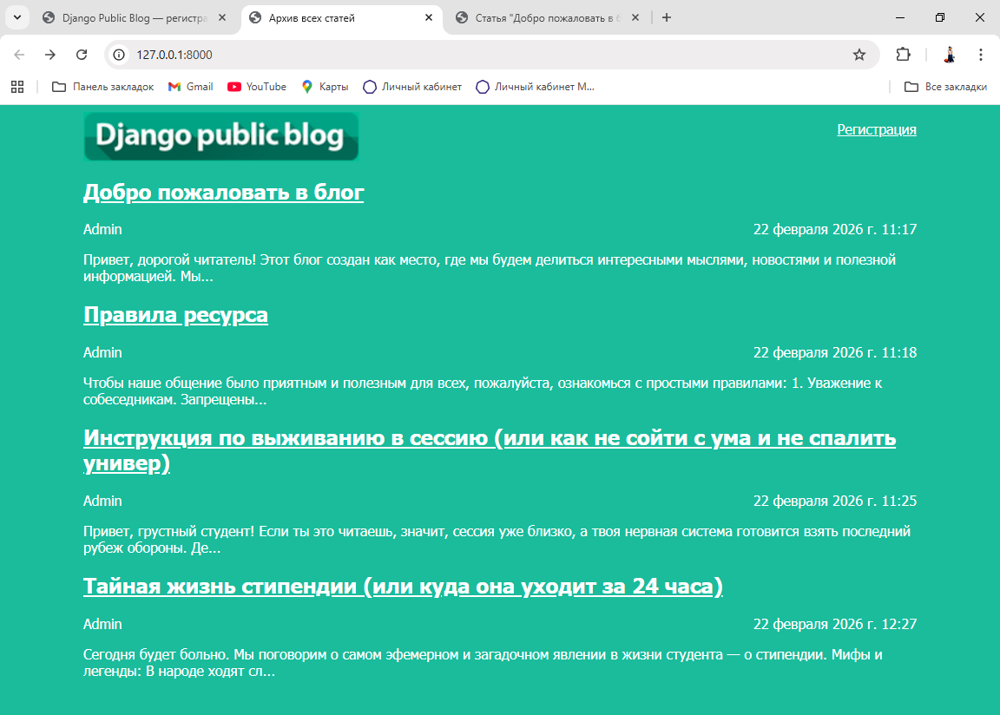 Django Public Blog — регистра
Архив всех статей
Статья "Добро пожаловать в б
127.0.0.1:8000
Панель закладок
Gmail
YouTube
Карты
Личный кабинет
Личный кабинет М...
Все закладки
Django public blog
Регистрация
Добро пожаловать в блог
Admin
22 февраля 2026 г. 11:17
Привет, дорогой читатель! Этот блог создан как место, где мы будем делиться интересными мыслями, новостями и полезной
информацией. Мы...
Правила ресурса
Admin
22 февраля 2026 г. 11:18
Чтобы наше общение было приятным и полезным для всех, пожалуйста, ознакомься с простыми правилами: 1. Уважение к
собеседникам. Запрещены...
Инструкция по выживанию в сессию (или как не сойти с ума и не спалить
универ)
Admin
22 февраля 2026 г. 11:25
Привет, грустный студент! Если ты это читаешь, значит, сессия уже близко, а твоя нервная система готовится взять последний
рубеж обороны. Де...
Тайная жизнь стипендии (или куда она уходит за 24 часа)
Admin
22 февраля 2026 г. 12:27
Сегодня будет больно. Мы поговорим о самом эфемерном и загадочном явлении в жизни студента — о стипендии. Мифы и
легенды: В народе ходят сл...